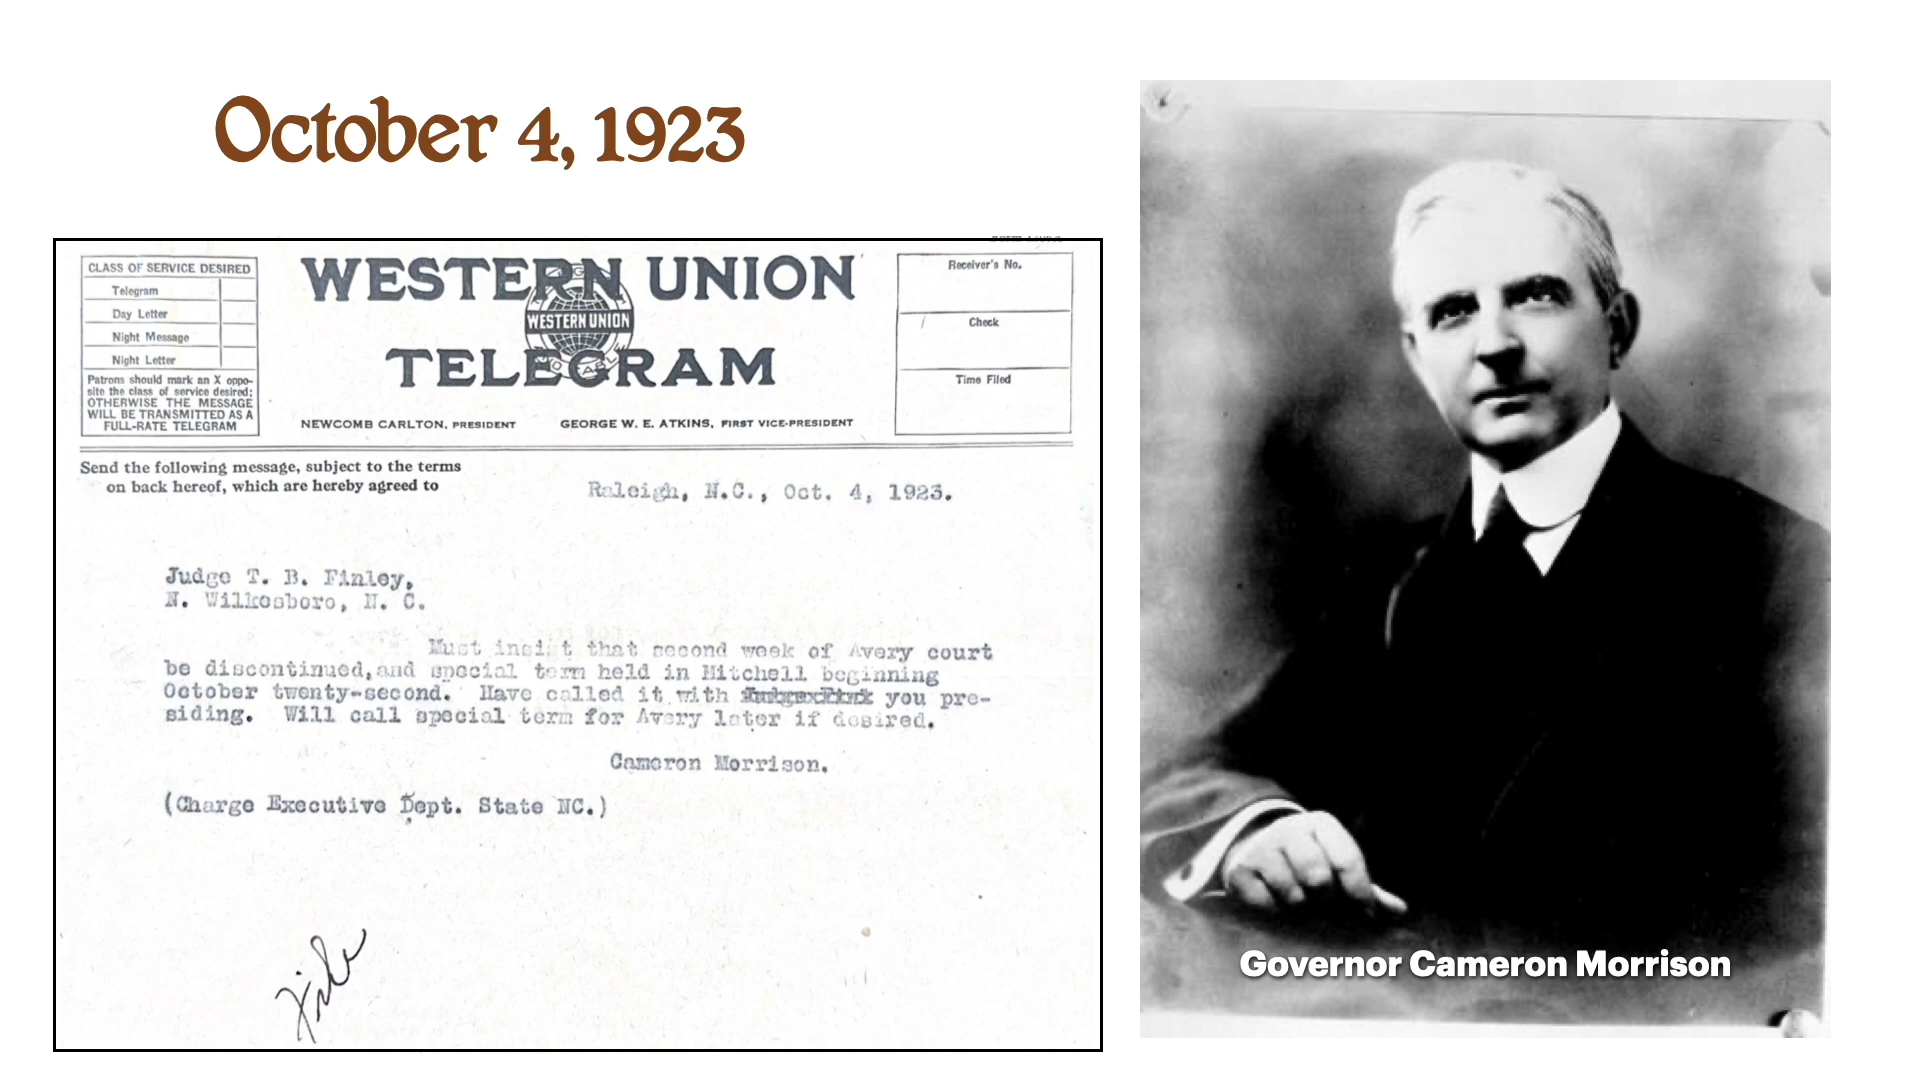 October 4, 1923
CLASS OF SERVICE DESIRED
Telegram
Day Letter
Night Message
Night Letter
Patrons should mark an X oppo-
site the class of service desired;
OTHERWISE THE MESSAGE
WILL BE TRANSMITTED AS A
FULL-RATE TELEGRAM
WESTERN UNION
WESTERN UNION
TELEGRAM
NEWCOMB CARLTON, PRESIDENT
GEORGE W. E. ATKINS, FIRST VICE-PRESIDENT
Receiver's No.
Check
Time Filed
Send the following message, subject to the terms
on back hereof, which are hereby agreed to
Raleigh, N.C., Oct. 4, 1923.
Judge T. B. Finley,
N. Wilkesboro, N. C.
Must insist that second week of Avery court
be discontinued, and special term held in Mitchell beginning
October twenty-second. Have called it with you pre-
siding. Will call special term for Avery later if desired.
Cameron Morrison.
(Charge Executive Dept. State NC.)
Governor Cameron Morrison